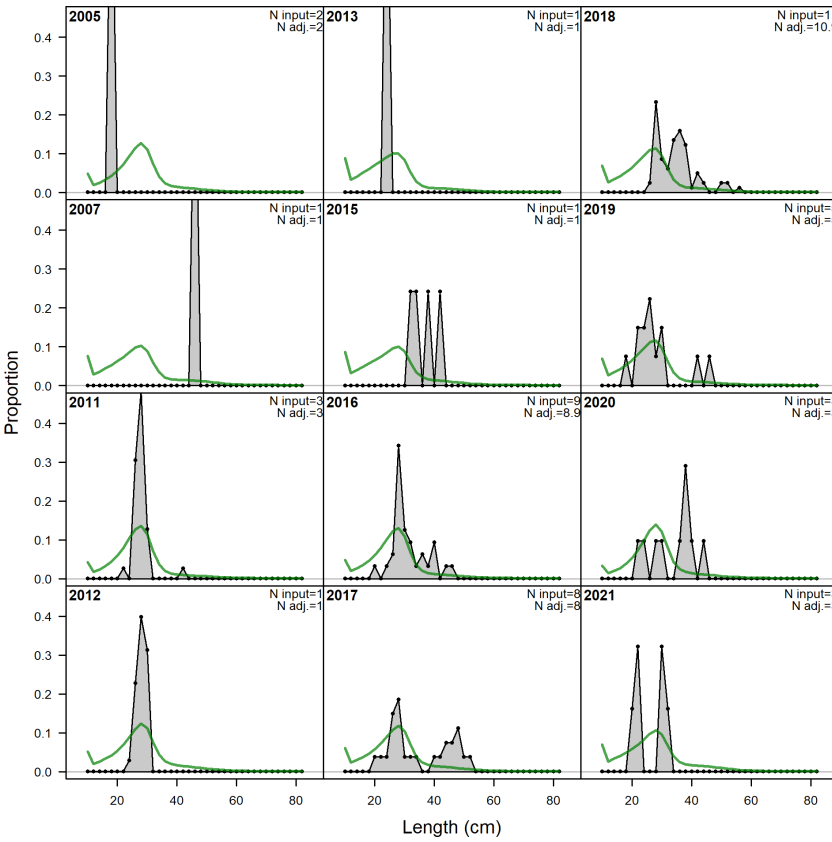 2005 N input=2
N adj.=2
2013 N input=1
N adj.=1
2018 N input=1
N adj.=10.
2007 N input=1
N adj.=1
2015 N input=1
N adj.=1
2019 N input=
N adj.=
2011 N input=3
N adj.=3
2016 N input=9
N adj.=8.9
2020 N input=
N adj.=
2012 N input=1
N adj.=1
2017 N input=8
N adj.=8
2021 N input=
N adj.=
0.4
0.3
0.2
0.1
0.0
0.4
0.3
0.2
0.1
0.0
0.4
0.3
0.2
0.1
0.0
0.4
0.3
0.2
0.1
0.0
Proportion
20 40 60 80
20 40 60 80
20 40 60 80
Length (cm)